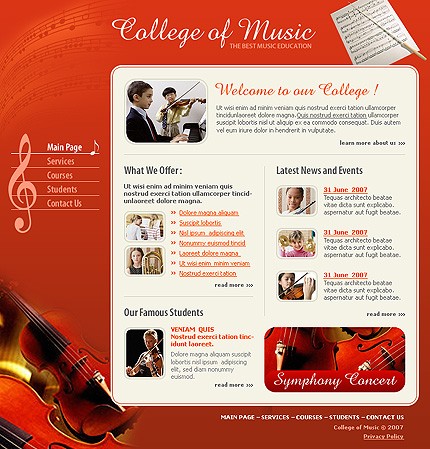 College of Music
THE BEST MUSIC EDUCATION
Main Page
Services
Courses
Students
Contact Us
Welcome to our College !
Ut wisi enim ad minim veniam quis nostrud exerci tation ullamcorper
tincidunlaoreet dolore magna. Quis nostrud exerci tation ullamcorper
suscipit lobortis nisl ut aliquip ex ea commodo consequat. Duis autem
vel eum iriure dolor in hendrerit in vulputate.
learn more about us »»
What We Offer:
Ut wisi enim ad minim veniam quis
nostrud exerci tation ullamcorper tincid-
unlaoreet dolore magna.
» Dolore magna aliquam
» Suscipit lobortis
» Nisl ipsum adipiscing elit
» Nonummy euismod tincid
» Laoreet dolore magna
» Ut wisi enim minim veniam
» Nostrud exerci tation
read more »»
Latest News and Events
31 June 2007
Tequas architecto beatae
vitae dicta sunt explicabo.
aspernatur aut fugit beatae.
31 June 2007
Tequas architecto beatae
vitae dicta sunt explicabo.
aspernatur aut fugit beatae.
31 June 2007
Tequas architecto beatae
vitae dicta sunt explicabo.
aspernatur aut fugit beatae.
read more »»
Our Famous Students
VENIAM QUIS
Nostrud exerci tation tinc-
idunt laoreet.
Dolore magna aliquam suscipit
lobortis nisl ipsum adipiscing
elit, sed diam nonummy
euismod.
read more »»
Symphony Concert
MAIN PAGE – SERVICES – COURSES – STUDENTS – CONTACT US
College of Music © 2007
Privacy Policy